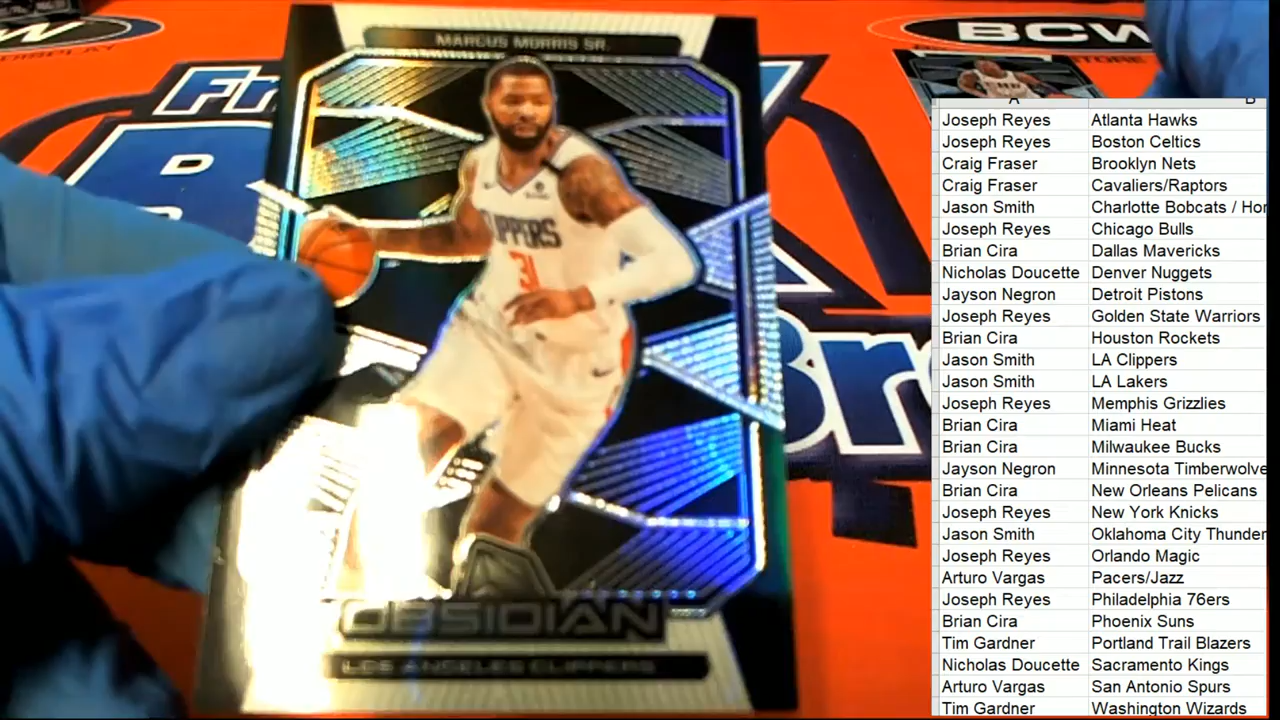 MARCUS MORRIS SR.
CLIPPERS
31
OBSIDIAN
LOS ANGELES CLIPPERS
BCW
STORE
Fr
D
Bre
A B
Joseph Reyes Atlanta Hawks
Joseph Reyes Boston Celtics
Craig Fraser Brooklyn Nets
Craig Fraser Cavaliers/Raptors
Jason Smith Charlotte Bobcats / Hor
Joseph Reyes Chicago Bulls
Brian Cira Dallas Mavericks
Nicholas Doucette Denver Nuggets
Jayson Negron Detroit Pistons
Joseph Reyes Golden State Warriors
Brian Cira Houston Rockets
Jason Smith LA Clippers
Jason Smith LA Lakers
Joseph Reyes Memphis Grizzlies
Brian Cira Miami Heat
Brian Cira Milwaukee Bucks
Jayson Negron Minnesota Timberwolve
Brian Cira New Orleans Pelicans
Joseph Reyes New York Knicks
Jason Smith Oklahoma City Thunder
Joseph Reyes Orlando Magic
Arturo Vargas Pacers/Jazz
Joseph Reyes Philadelphia 76ers
Brian Cira Phoenix Suns
Tim Gardner Portland Trail Blazers
Nicholas Doucette Sacramento Kings
Arturo Vargas San Antonio Spurs
Tim Gardner Washington Wizards